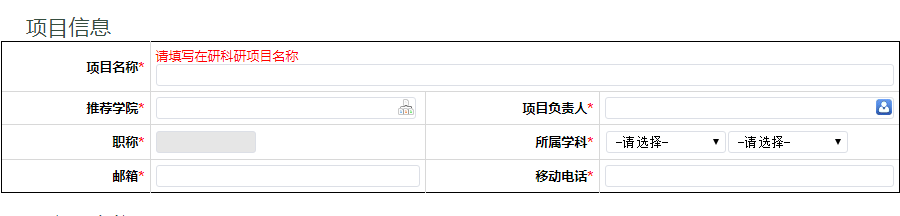 项目信息
请填写在研科研项目名称
项目名称*
推荐学院* 项目负责人*
职称* 所属学科* -请选择- -请选择-
邮箱* 移动电话*